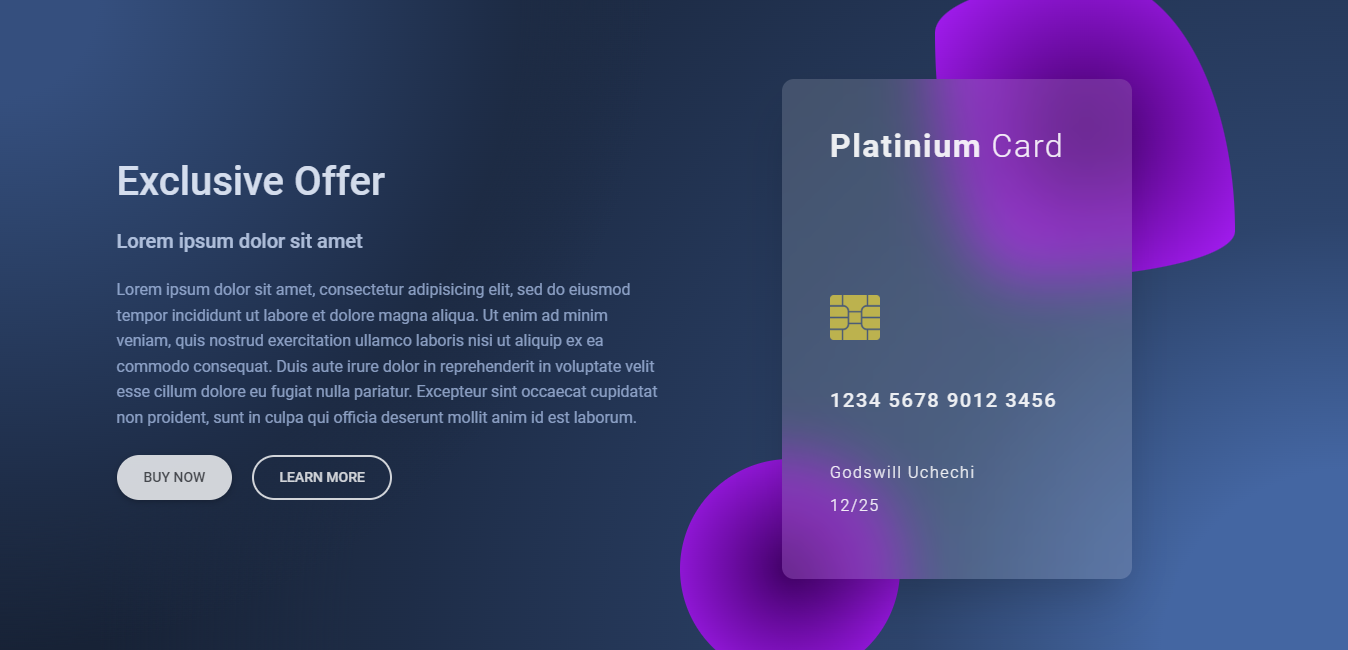 Exclusive Offer
Lorem ipsum dolor sit amet
Lorem ipsum dolor sit amet, consectetur adipisicing elit, sed do eiusmod
tempor incididunt ut labore et dolore magna aliqua. Ut enim ad minim
veniam, quis nostrud exercitation ullamco laboris nisi ut aliquip ex ea
commodo consequat. Duis aute irure dolor in reprehenderit in voluptate velit
esse cillum dolore eu fugiat nulla pariatur. Excepteur sint occaecat cupidatat
non proident, sunt in culpa qui officia deserunt mollit anim id est laborum.
BUY NOW
LEARN MORE
Platinium Card
1234 5678 9012 3456
Godswill Uchechi
12/25